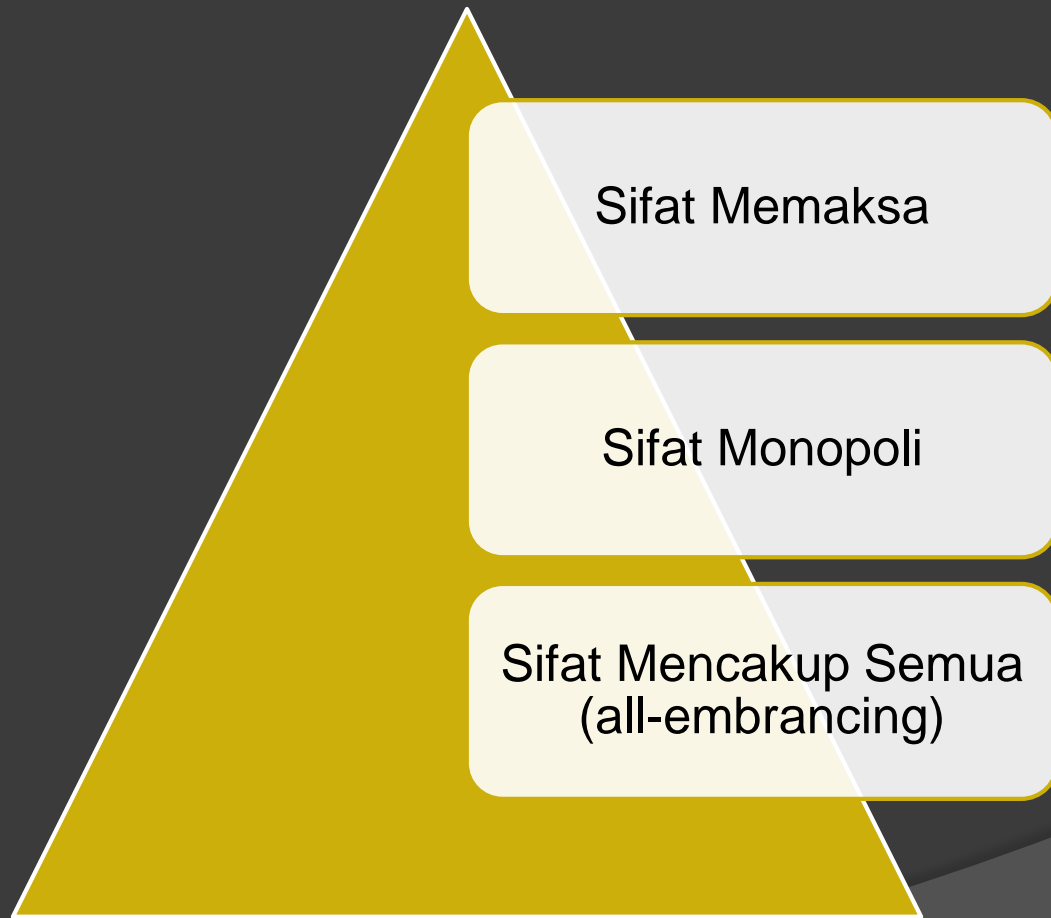 Sifat Memaksa
Sifat Monopoli
Sifat Mencakup Semua
(all-embrancing)